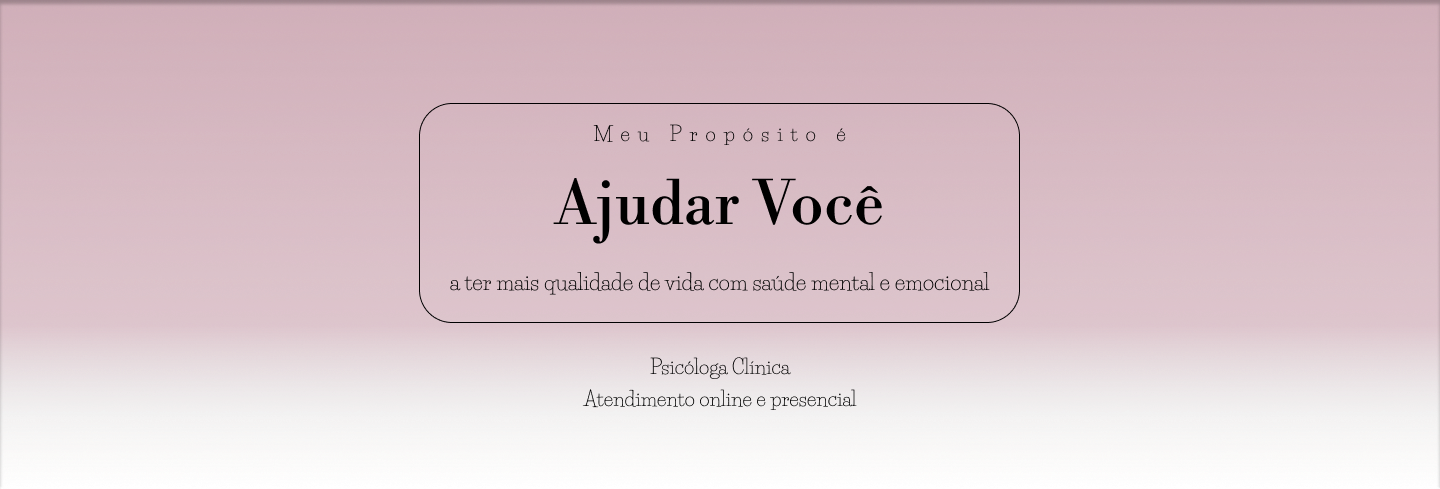 Meu Propósito é
Ajudar Você
a ter mais qualidade de vida com saúde mental e emocional
Psicóloga Clínica
Atendimento online e presencial